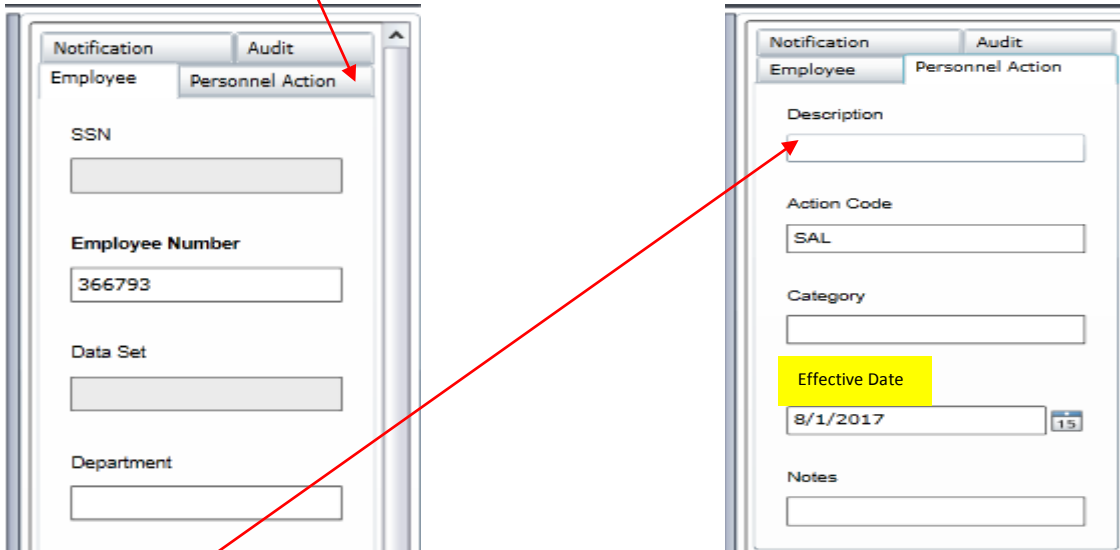 Notification Audit
Employee Personnel Action
SSN
Employee Number
366793
Data Set
Department
Notification Audit
Employee Personnel Action
Description
Action Code
SAL
Category
Effective Date
8/1/2017
15
Notes